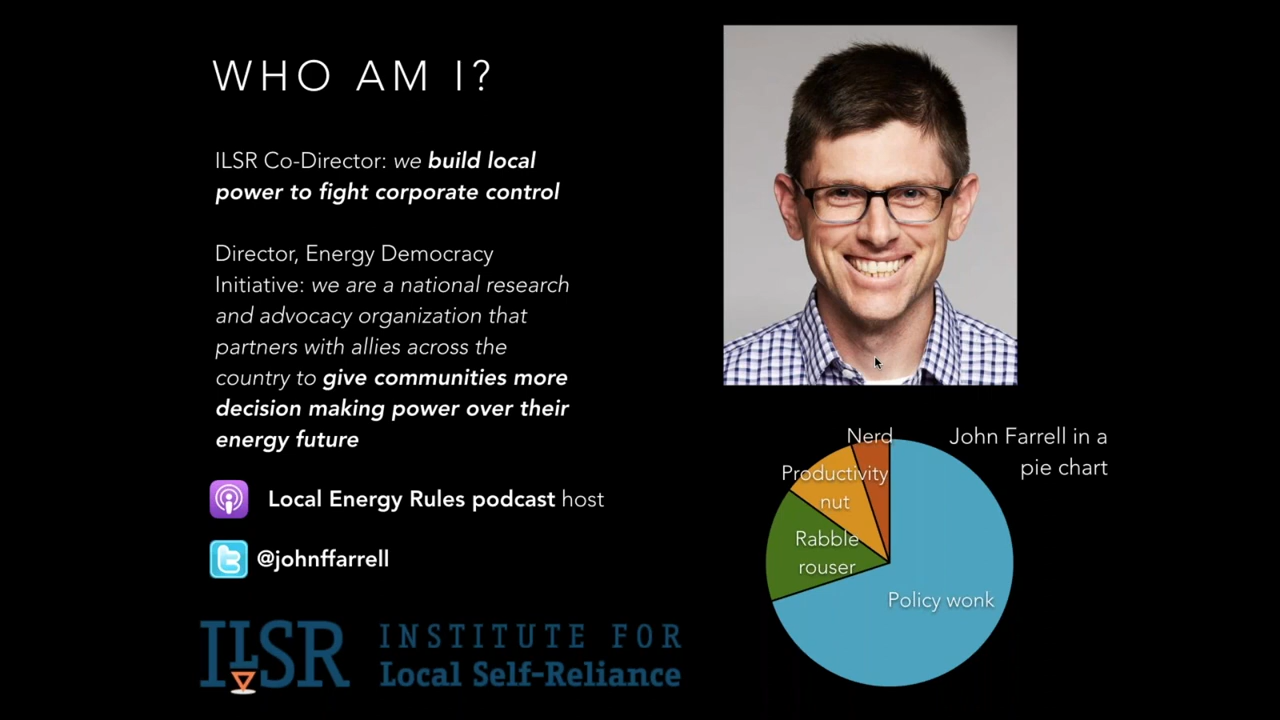 WHO AM I?
ILSR Co-Director: we build local
power to fight corporate control
Director, Energy Democracy
Initiative: we are a national research
and advocacy organization that
partners with allies across the
country to give communities more
decision making power over their
energy future
Local Energy Rules podcast host
@johnffarrell
ILSR
INSTITUTE FOR
Local Self-Reliance
John Farrell in a
pie chart
Nerd
Productivity
nut
Rabble
rouser
Policy wonk